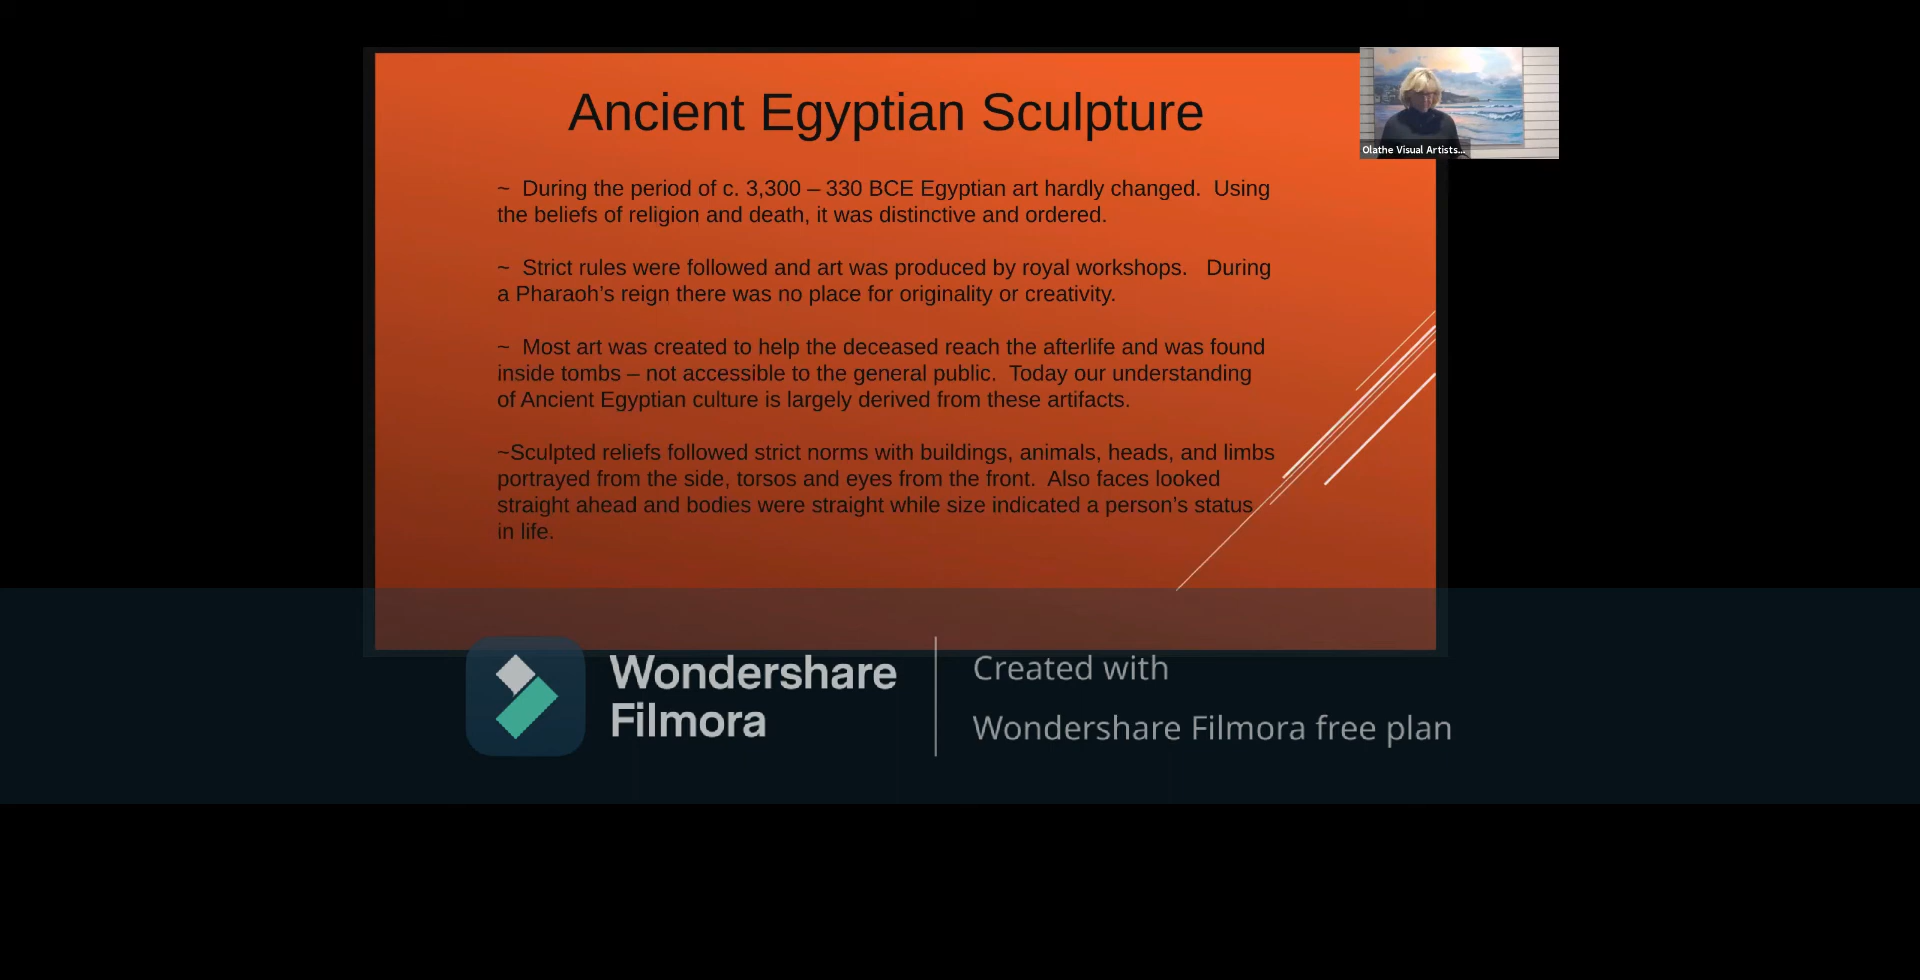 Ancient Egyptian Sculpture
Olathe Visual Artists...
~  During the period of c. 3,300 – 330 BCE Egyptian art hardly changed.  Using
the beliefs of religion and death, it was distinctive and ordered.
~  Strict rules were followed and art was produced by royal workshops.   During
a Pharaoh’s reign there was no place for originality or creativity.
~  Most art was created to help the deceased reach the afterlife and was found
inside tombs – not accessible to the general public.  Today our understanding
of Ancient Egyptian culture is largely derived from these artifacts.
~Sculpted reliefs followed strict norms with buildings, animals, heads, and limbs
portrayed from the side, torsos and eyes from the front.  Also faces looked
straight ahead and bodies were straight while size indicated a person’s status
in life.
Wondershare
Filmora
Created with
Wondershare Filmora free plan